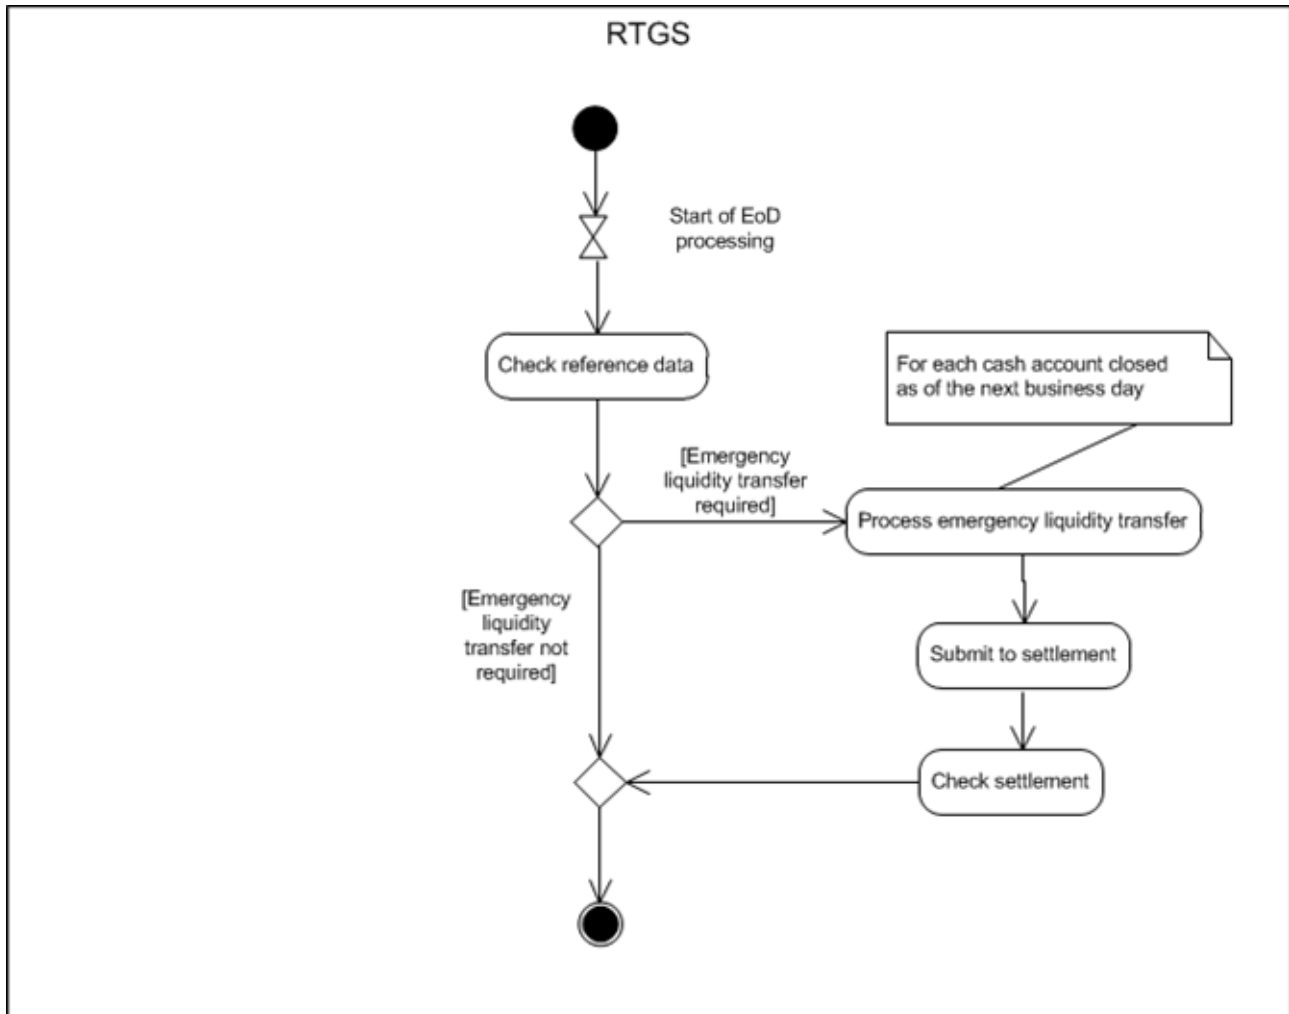 RTGS
Start of EoD
processing
Check reference data
For each cash account closed
as of the next business day
[Emergency
liquidity transfer
required]
Process emergency liquidity transfer
[Emergency
liquidity
transfer not
required]
Submit to settlement
Check settlement